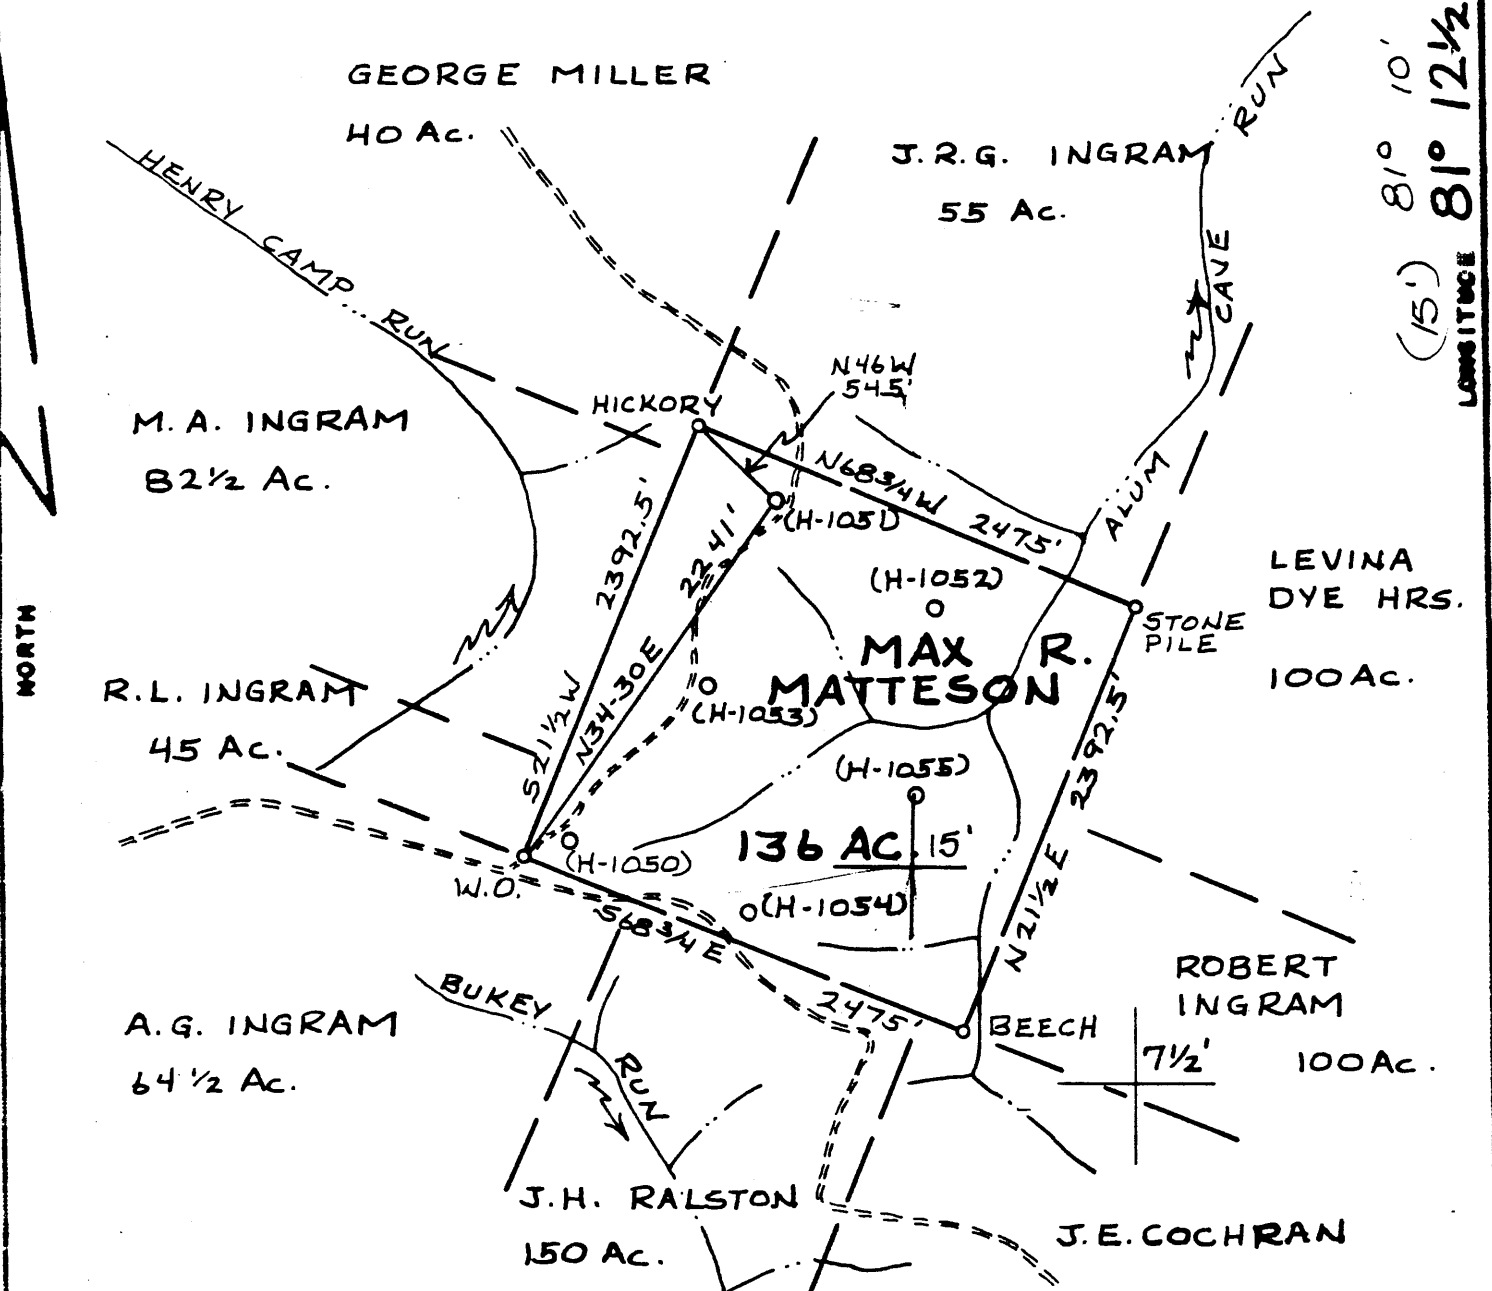 GEORGE MILLER
40 Ac.
J.R.G. INGRAM
55 Ac.
RUN
CAVE
ALUM
81° 10'
81° 12½
(15')
LONGITUDE
HENRY CAMP RUN
M.A. INGRAM
82½ Ac.
HICKORY
N46W
545'
N68¾W 2475'
(H-1051)
(H-1052)
2392.5'
S21½W
2241'
N34-30E
NORTH
R.L. INGRAM
45 Ac.
LEVINA
DYE HRS.
100 Ac.
STONE
PILE
MAX R.
MATTESON
(H-1053)
(H-1055)
136 AC.
15'
(H-1050)
(H-1054)
W.O.
S68¾E
2475'
2392.5'
N21½E
BEECH
ROBERT
INGRAM
100 Ac.
7½'
A.G. INGRAM
64½ Ac.
BUKEY
RUN
J.H. RALSTON
150 Ac.
J.E. COCHRAN